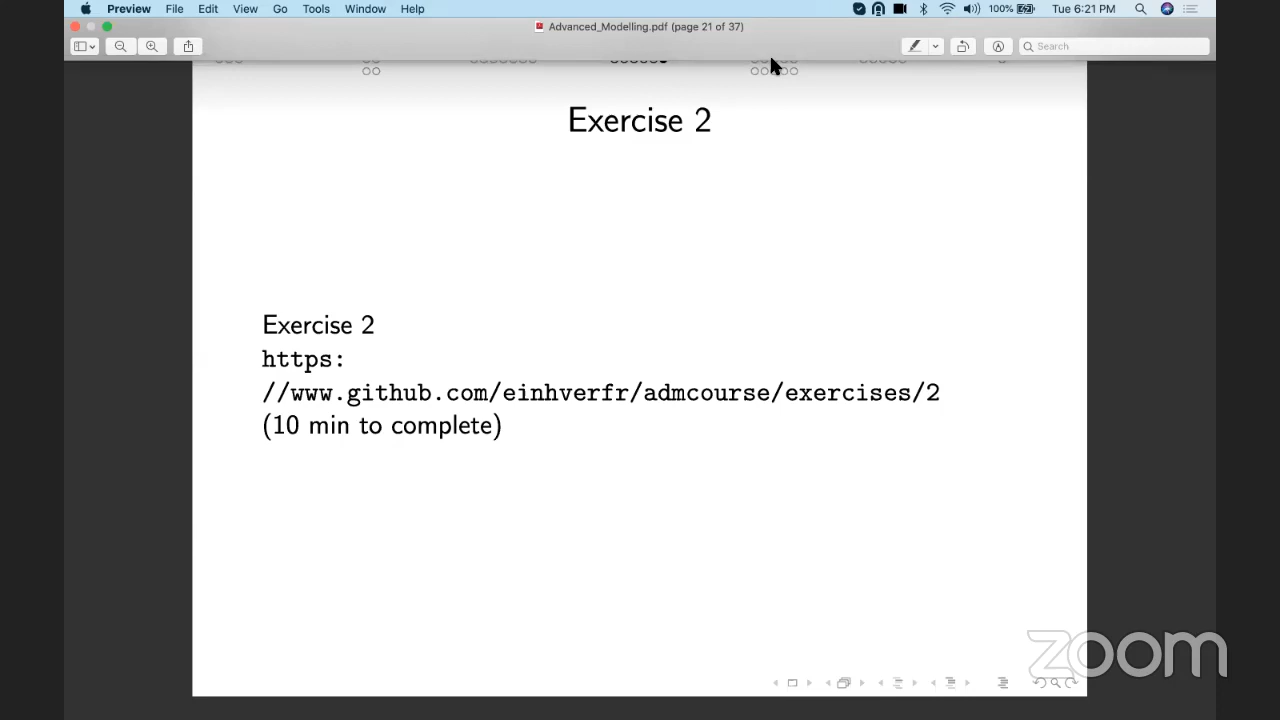 Preview File Edit View Go Tools Window Help 100% Tue 6:21 PM
Advanced_Modelling.pdf (page 21 of 37)
Search
Exercise 2
Exercise 2
https:
//www.github.com/einhverfr/admcourse/exercises/2
(10 min to complete)
zoom